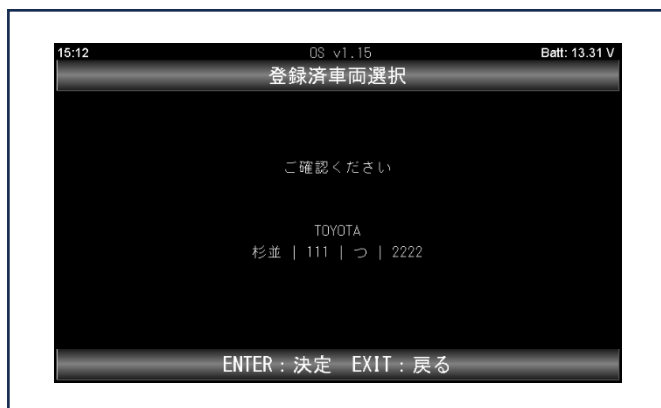 15:12 OS v1.15 Batt: 13.31 V
登録済車両選択
ご確認ください
TOYOTA
杉並 | 111 | つ | 2222
ENTER : 決定 EXIT : 戻る